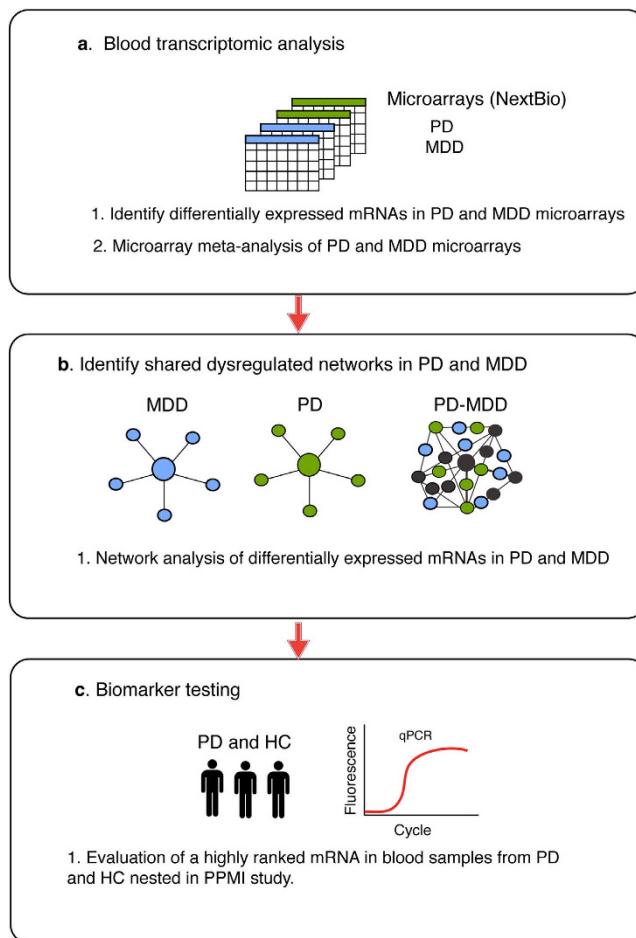 a. Blood transcriptomic analysis
Microarrays (NextBio)
PD
MDD
1. Identify differentially expressed mRNAs in PD and MDD microarrays
2. Microarray meta-analysis of PD and MDD microarrays
b. Identify shared dysregulated networks in PD and MDD
MDD PD PD-MDD
1. Network analysis of differentially expressed mRNAs in PD and MDD
c. Biomarker testing
PD and HC
qPCR
Fluorescence
Cycle
1. Evaluation of a highly ranked mRNA in blood samples from PD
and HC nested in PPMI study.